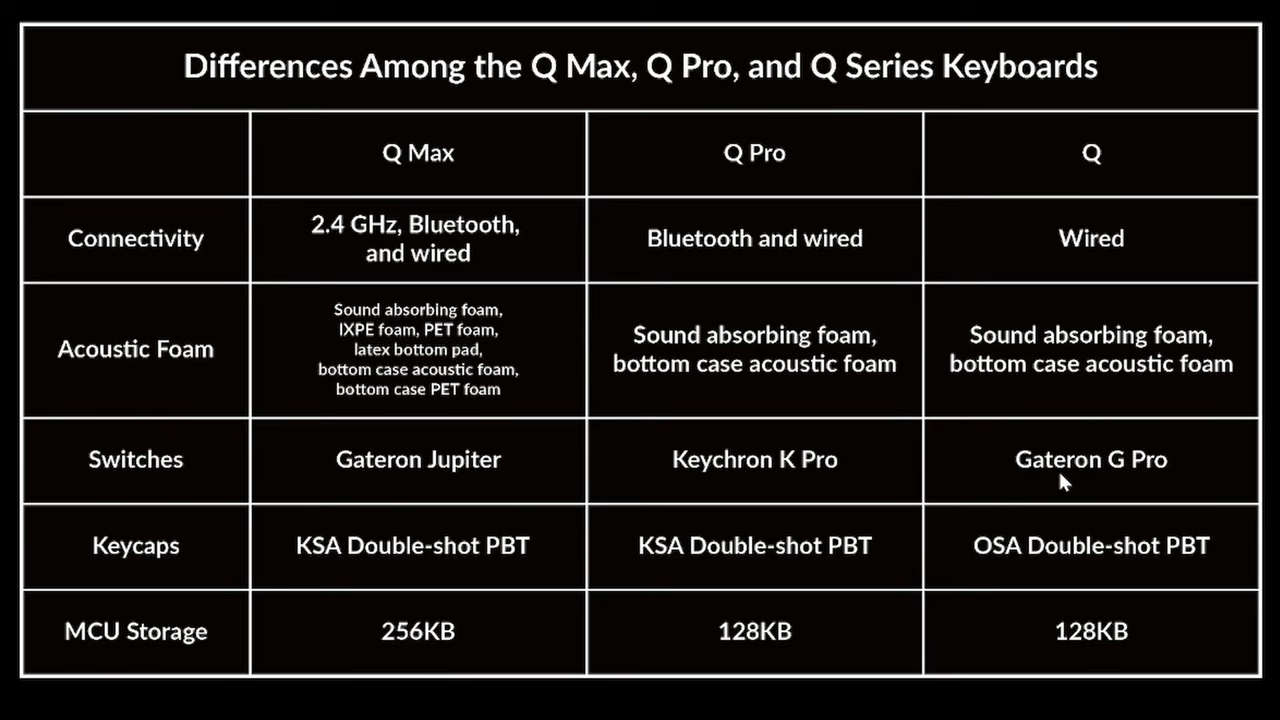 Differences Among the Q Max, Q Pro, and Q Series Keyboards
Q Max
Q Pro
Q
Connectivity
2.4 GHz, Bluetooth,
and wired
Bluetooth and wired
Wired
Acoustic Foam
Sound absorbing foam,
IXPE foam, PET foam,
latex bottom pad,
bottom case acoustic foam,
bottom case PET foam
Sound absorbing foam,
bottom case acoustic foam
Sound absorbing foam,
bottom case acoustic foam
Switches
Gateron Jupiter
Keychron K Pro
Gateron G Pro
Keycaps
KSA Double-shot PBT
KSA Double-shot PBT
OSA Double-shot PBT
MCU Storage
256KB
128KB
128KB